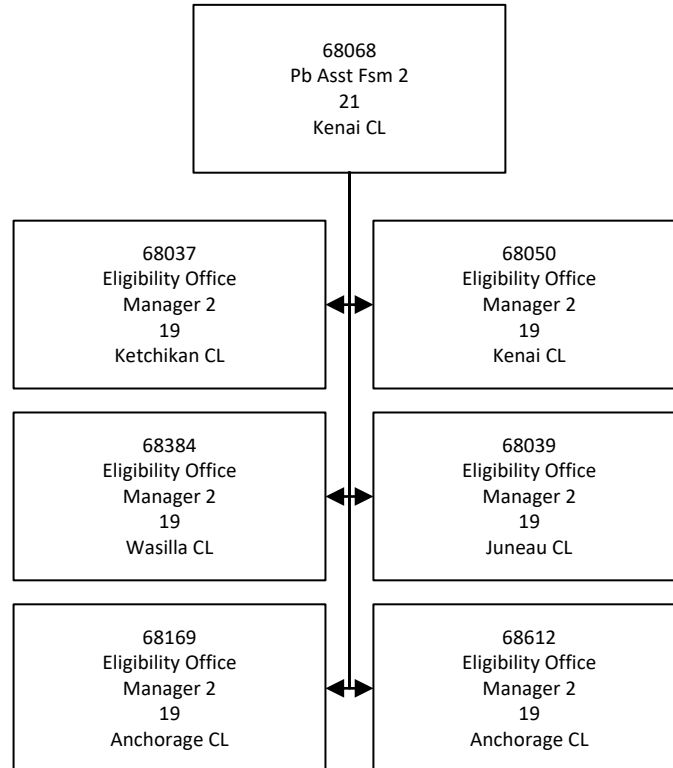 68068
Pb Asst Fsm 2
21
Kenai CL
68037
Eligibility Office
Manager 2
19
Ketchikan CL
68050
Eligibility Office
Manager 2
19
Kenai CL
68384
Eligibility Office
Manager 2
19
Wasilla CL
68039
Eligibility Office
Manager 2
19
Juneau CL
68169
Eligibility Office
Manager 2
19
Anchorage CL
68612
Eligibility Office
Manager 2
19
Anchorage CL